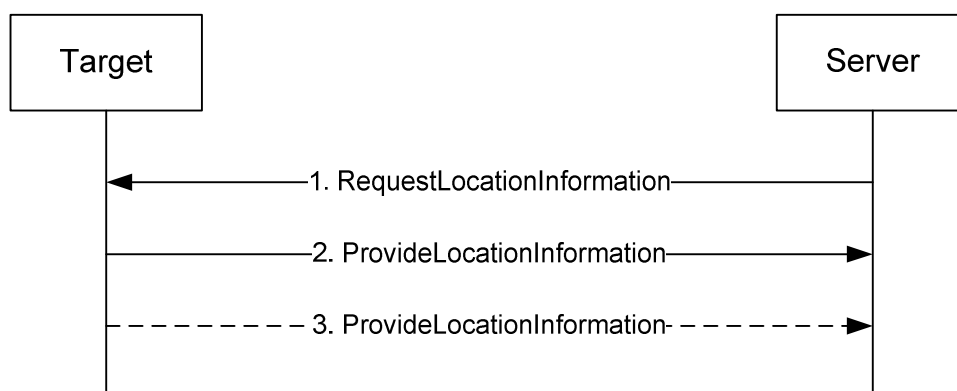 Target
Server
1. RequestLocationInformation
2. ProvideLocationInformation
3. ProvideLocationInformation